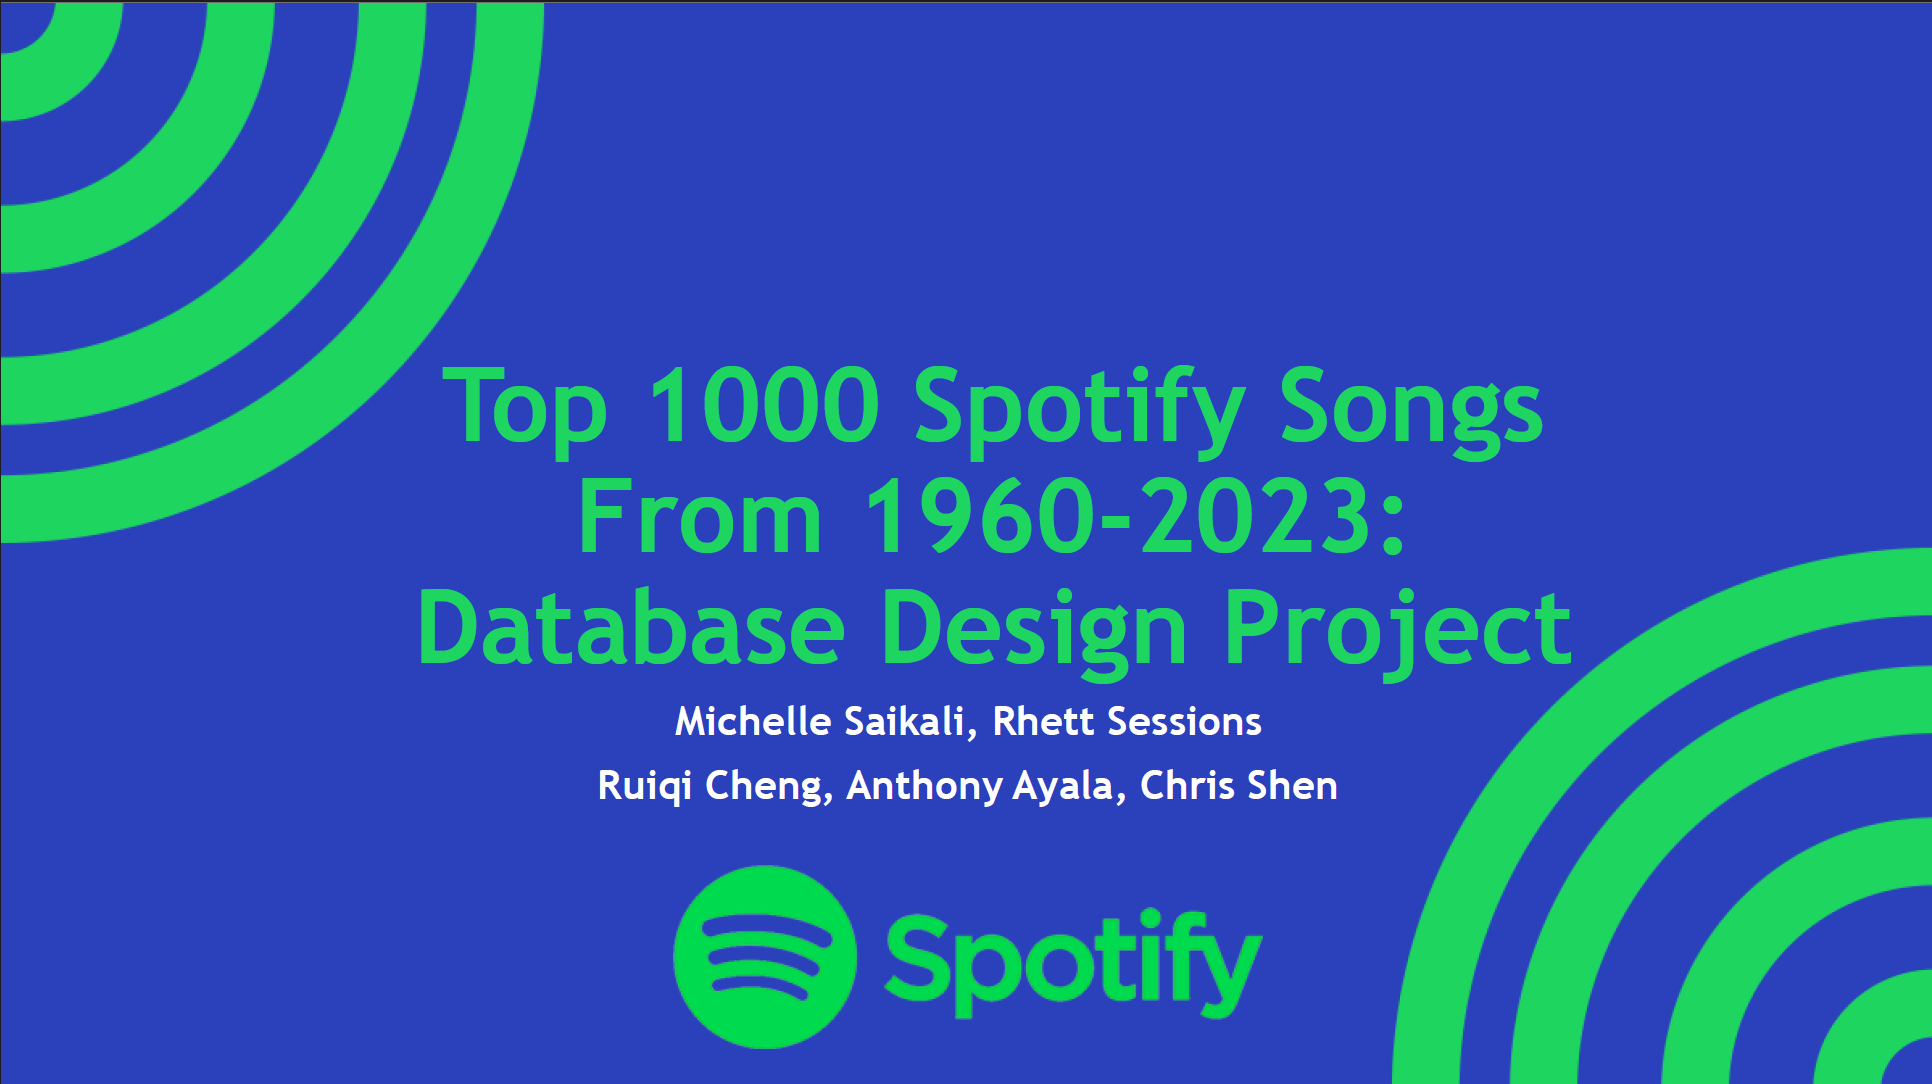 Top 1000 Spotify Songs
From 1960-2023:
Database Design Project
Michelle Saikali, Rhett Sessions
Ruiqi Cheng, Anthony Ayala, Chris Shen
Spotify